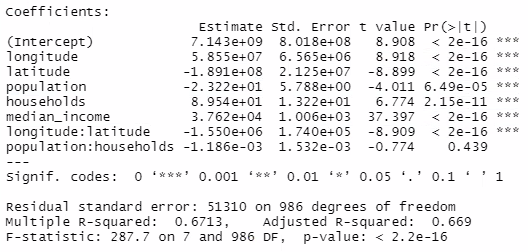 Coefficients:
Estimate Std. Error t value Pr(>|t|)
(Intercept) 7.143e+09 8.018e+08 8.908 < 2e-16 ***
longitude 5.855e+07 6.565e+06 8.918 < 2e-16 ***
latitude -1.891e+08 2.125e+07 -8.899 < 2e-16 ***
population -2.322e+01 5.788e+00 -4.011 6.49e-05 ***
households 8.954e+01 1.322e+01 6.774 2.15e-11 ***
median_income 3.762e+04 1.006e+03 37.397 < 2e-16 ***
longitude:latitude -1.550e+06 1.740e+05 -8.909 < 2e-16 ***
population:households -1.186e-03 1.532e-03 -0.774 0.439
---
Signif. codes: 0 ‘***’ 0.001 ‘**’ 0.01 ‘*’ 0.05 ‘.’ 0.1 ‘ ’ 1
Residual standard error: 51310 on 986 degrees of freedom
Multiple R-squared: 0.6713, Adjusted R-squared: 0.669
F-statistic: 287.7 on 7 and 986 DF, p-value: < 2.2e-16